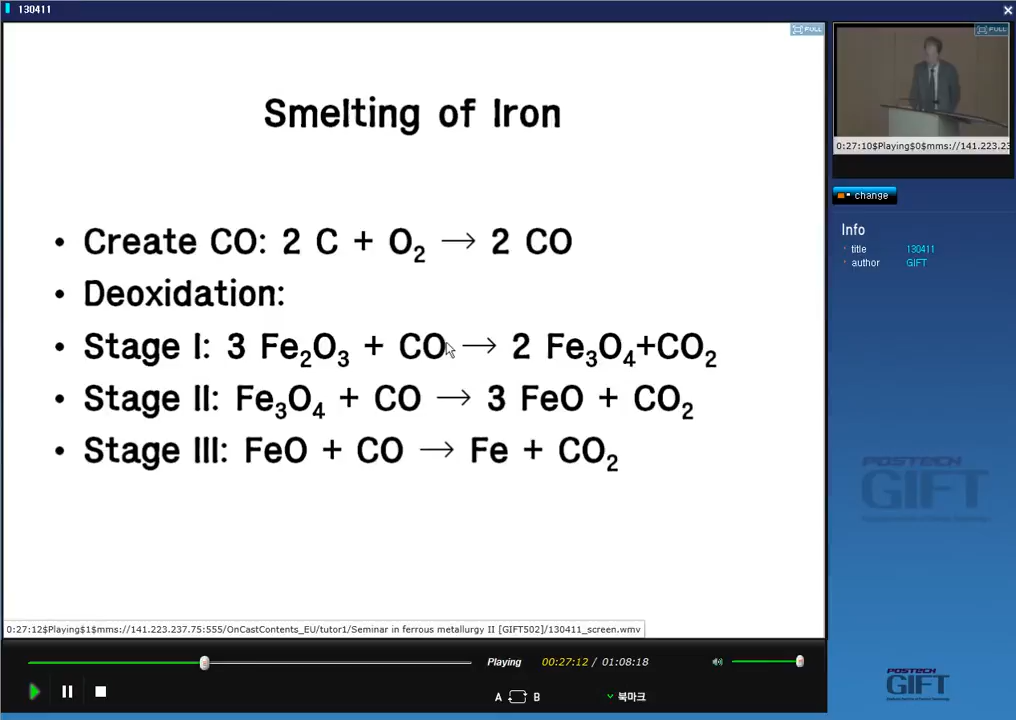 130411
FULL
FULL
Smelting of Iron
• Create CO: 2 C + O₂ → 2 CO
• Deoxidation:
• Stage I: 3 Fe₂O₃ + CO → 2 Fe₃O₄+CO₂
• Stage II: Fe₃O₄ + CO → 3 FeO + CO₂
• Stage III: FeO + CO → Fe + CO₂
0:27:10$Playing$0$mms://141.223.23
change
Info
title 130411
author GIFT
POSTECH
GIFT
0:27:12$Playing$1$mms://141.223.237.75:555/OnCastContents_EU/tutor1/Seminar in ferrous metallurgy II [GIFT502]/130411_screen.wmv
Playing 00:27:12 / 01:08:18
A B 북마크
POSTECH
GIFT